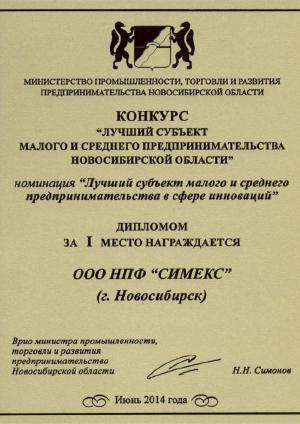 МИНИСТЕРСТВО ПРОМЫШЛЕННОСТИ, ТОРГОВЛИ И РАЗВИТИЯ
ПРЕДПРИНИМАТЕЛЬСТВА НОВОСИБИРСКОЙ ОБЛАСТИ
КОНКУРС
“ЛУЧШИЙ СУБЪЕКТ
МАЛОГО И СРЕДНЕГО ПРЕДПРИНИМАТЕЛЬСТВА
НОВОСИБИРСКОЙ ОБЛАСТИ”
номинация “Лучший субъект малого и среднего
предпринимательства в сфере инноваций”
ДИПЛОМОМ
ЗА I МЕСТО НАГРАЖДАЕТСЯ
ООО НПФ “СИМЕКС”
(г. Новосибирск)
Врио министра промышленности,
торговли и развития
предпринимательства
Новосибирской области
Н.Н. Симонов
Июнь 2014 года